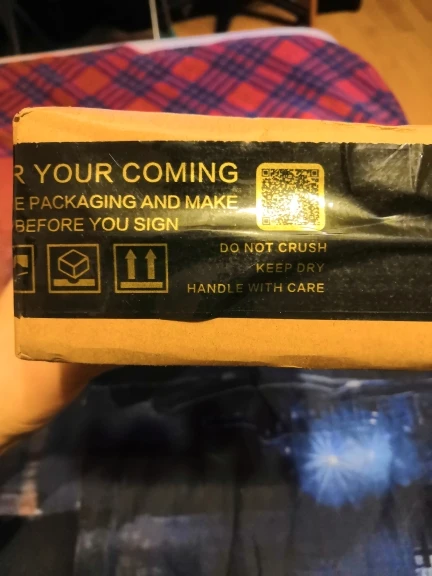 R YOUR COMING
E PACKAGING AND MAKE
BEFORE YOU SIGN
DO NOT CRUSH
KEEP DRY
HANDLE WITH CARE